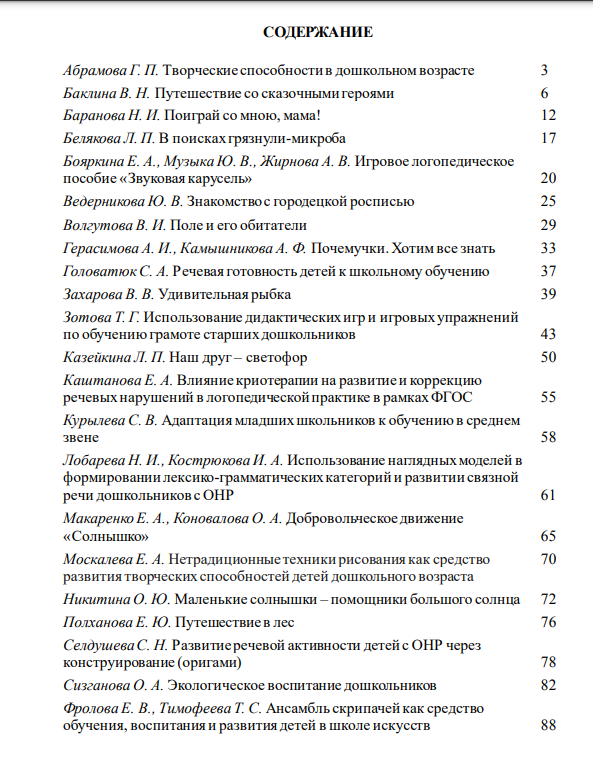 СОДЕРЖАНИЕ
Абрамова Г. П. Творческие способности в дошкольном возрасте 3
Баклина В. Н. Путешествие со сказочными героями 6
Баранова Н. И. Поиграй со мною, мама! 12
Белякова Л. П. В поисках грязнули-микроба 17
Бояркина Е. А., Музыка Ю. В., Жирнова А. В. Игровое логопедическое
пособие «Звуковая карусель» 20
Ведерникова Ю. В. Знакомство с городецкой росписью 25
Волгутова В. И. Поле и его обитатели 29
Герасимова А. И., Камышникова А. Ф. Почемучки. Хотим все знать 33
Головатюк С. А. Речевая готовность детей к школьному обучению 37
Захарова В. В. Удивительная рыбка 39
Зотова Т. Г. Использование дидактических игр и игровых упражнений
по обучению грамоте старших дошкольников 43
Казейкина Л. П. Наш друг – светофор 50
Каштанова Е. А. Влияние криотерапии на развитие и коррекцию
речевых нарушений в логопедической практике в рамках ФГОС 55
Курылева С. В. Адаптация младших школьников к обучению в среднем
звене 58
Лобарева Н. И., Кострюкова И. А. Использование наглядных моделей в
формировании лексико-грамматических категорий и развитии связной
речи дошкольников с ОНР 61
Макаренко Е. А., Коновалова О. А. Добровольческое движение
«Солнышко» 65
Москалева Е. А. Нетрадиционные техники рисования как средство 70
развития творческих способностей детей дошкольного возраста
Никитина О. Ю. Маленькие солнышки – помощники большого солнца 72
Полханова Е. Ю. Путешествие в лес 76
Селдушева С. Н. Развитие речевой активности детей с ОНР через
конструирование (оригами) 78
Сизганова О. А. Экологическое воспитание дошкольников 82
Фролова Е. В., Тимофеева Т. С. Ансамбль скрипачей как средство
обучения, воспитания и развития детей в школе искусств 88